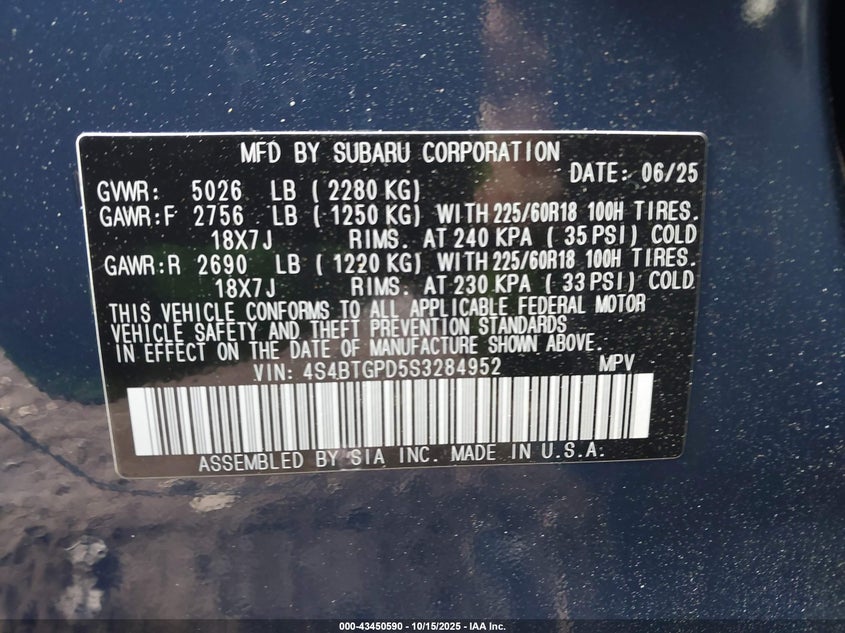 MFD BY SUBARU CORPORATION
DATE: 06/25
GVWR: 5026 LB ( 2280 KG)
GAWR:F 2756 LB ( 1250 KG) WITH 225/60R18 100H TIRES.
18X7J RIMS. AT 240 KPA ( 35 PSI) COLD
GAWR:R 2690 LB ( 1220 KG) WITH 225/60R18 100H TIRES.
18X7J RIMS. AT 230 KPA ( 33 PSI) COLD
THIS VEHICLE CONFORMS TO ALL APPLICABLE FEDERAL MOTOR
VEHICLE SAFETY AND THEFT PREVENTION STANDARDS
IN EFFECT ON THE DATE OF MANUFACTURE SHOWN ABOVE.
VIN: 4S4BTGPD5S3284952 MPV
ASSEMBLED BY SIA INC. MADE IN U.S.A.
000-43450590 - 10/15/2025 - IAA Inc.